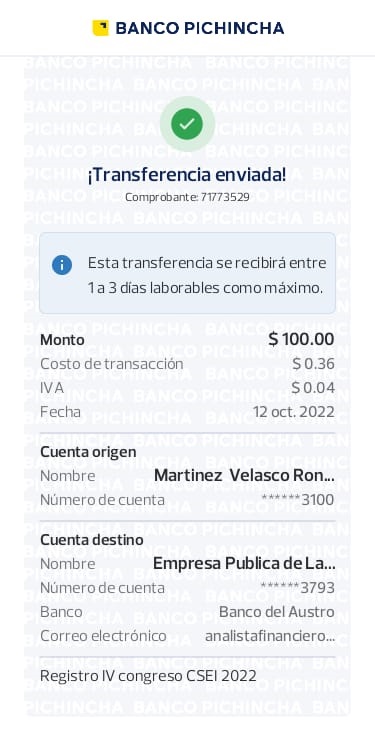 BANCO PICHINCHA
¡Transferencia enviada!
Comprobante: 71773529
Esta transferencia se recibirá entre
1 a 3 días laborables como máximo.
Monto $ 100.00
Costo de transacción $ 0.36
IVA $ 0.04
Fecha 12 oct. 2022
Cuenta origen
Nombre Martinez Velasco Ron...
Número de cuenta ******3100
Cuenta destino
Nombre Empresa Publica de La...
Número de cuenta ******3793
Banco Banco del Austro
Correo electrónico analistafinanciero...
Registro IV congreso CSEI 2022